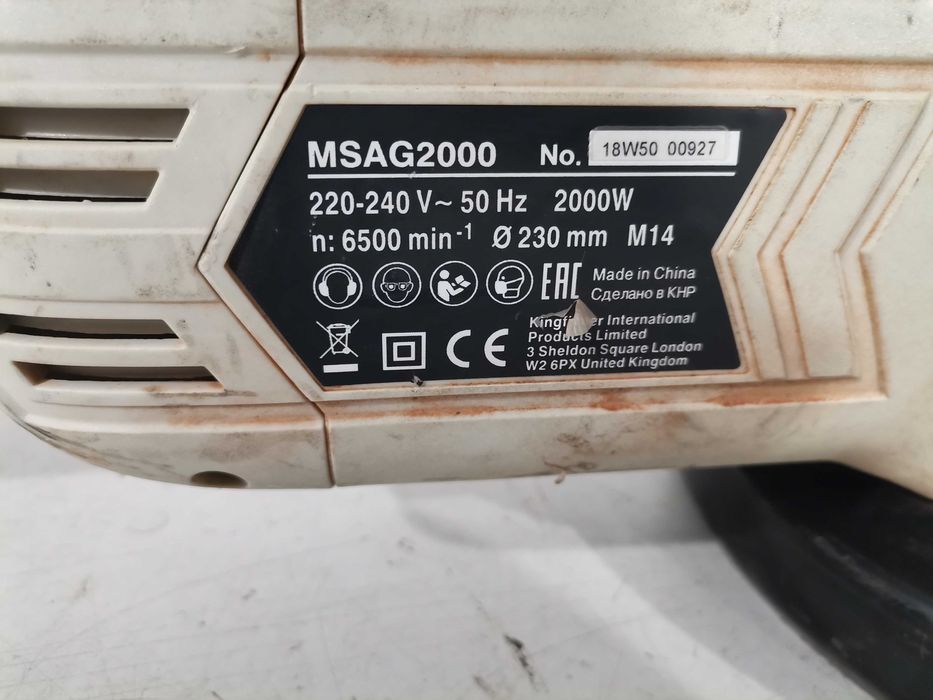 MSAG2000 No. 18W50 00927
220-240 V~ 50 Hz 2000W
n: 6500 min-1 Ø 230 mm M14
EAC Made in China
Сделано в КНР
International
Products Limited
3 Sheldon Square London
W2 6PX United Kingdom
CE